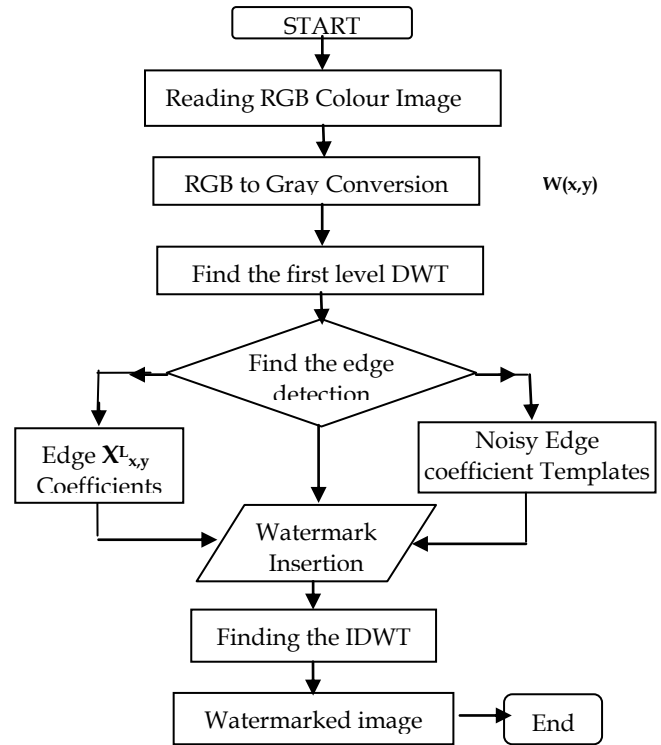 START
Reading RGB Colour Image
RGB to Gray Conversion
W(x,y)
Find the first level DWT
Find the edge
detection
Edge X^L_x,y
Coefficients
Noisy Edge
coefficient Templates
Watermark
Insertion
Finding the IDWT
Watermarked image
End